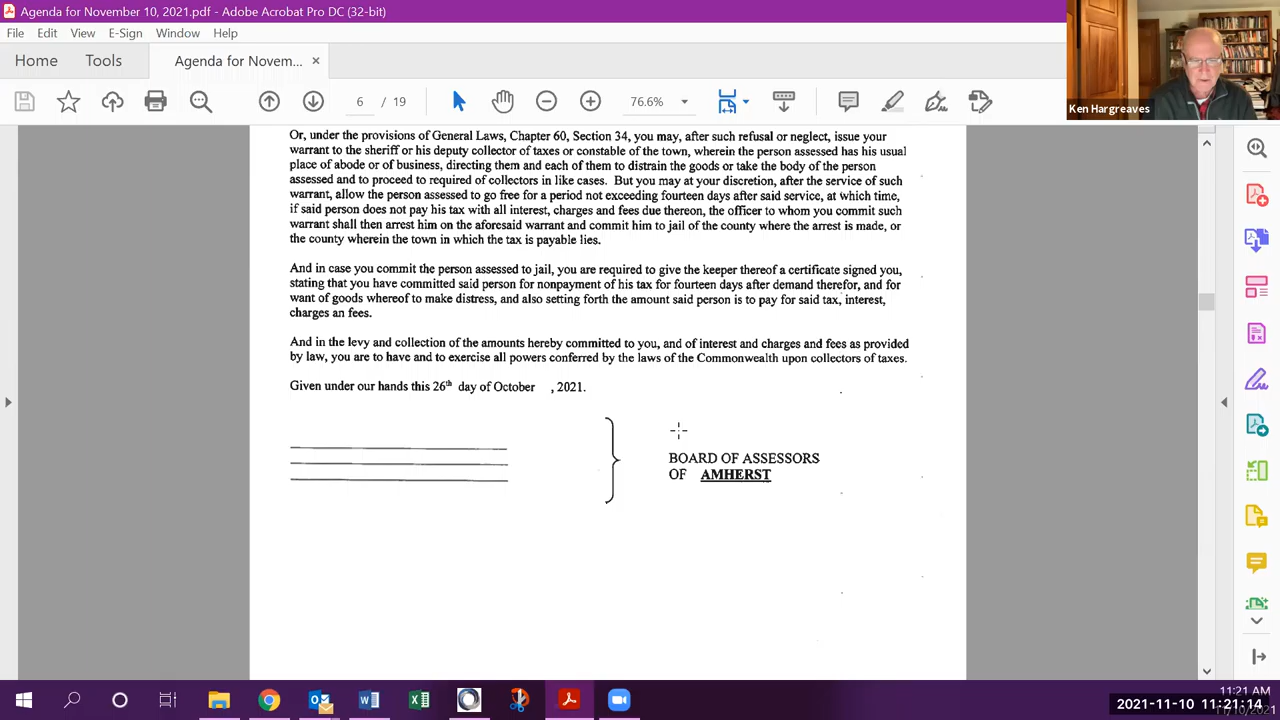 Agenda for November 10, 2021.pdf - Adobe Acrobat Pro DC (32-bit)
File Edit View E-Sign Window Help
Home Tools Agenda for Novem... ×
6 / 19 76.6%
Ken Hargreaves
Or, under the provisions of General Laws, Chapter 60, Section 34, you may, after such refusal or neglect, issue your
warrant to the sheriff or his deputy collector of taxes or constable of the town, wherein the person assessed has his usual
place of abode or of business, directing them and each of them to distrain the goods or take the body of the person
assessed and to proceed to required of collectors in like cases. But you may at your discretion, after the service of such
warrant, allow the person assessed to go free for a period not exceeding fourteen days after said service, at which time,
if said person does not pay his tax with all interest, charges and fees due thereon, the officer to whom you commit such
warrant shall then arrest him on the aforesaid warrant and commit him to jail of the county where the arrest is made, or
the county wherein the town in which the tax is payable lies.
And in case you commit the person assessed to jail, you are required to give the keeper thereof a certificate signed you,
stating that you have committed said person for nonpayment of his tax for fourteen days after demand therefor, and for
want of goods whereof to make distress, and also setting forth the amount said person is to pay for said tax, interest,
charges an fees.
And in the levy and collection of the amounts hereby committed to you, and of interest and charges and fees as provided
by law, you are to have and to exercise all powers conferred by the laws of the Commonwealth upon collectors of taxes.
Given under our hands this 26th day of October , 2021.
BOARD OF ASSESSORS
OF AMHERST
11:21 AM
2021-11-10 11:21:14